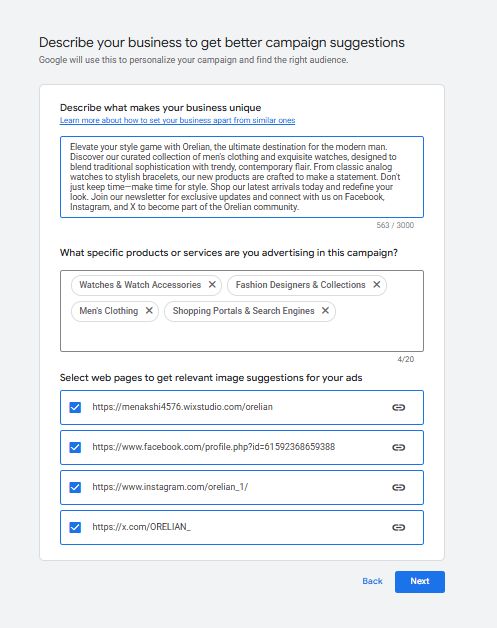 Describe your business to get better campaign suggestions
Google will use this to personalize your campaign and find the right audience.
Describe what makes your business unique
Learn more about how to set your business apart from similar ones
Elevate your style game with Orelian, the ultimate destination for the modern man.
Discover our curated collection of men's clothing and exquisite watches, designed to
blend traditional sophistication with trendy, contemporary flair. From classic analog
watches to stylish bracelets, our new products are crafted to make a statement. Don't
just keep time—make time for style. Shop our latest arrivals today and redefine your
look. Join our newsletter for exclusive updates and connect with us on Facebook,
Instagram, and X to become part of the Orelian community.
563 / 3000
What specific products or services are you advertising in this campaign?
Watches & Watch Accessories
Fashion Designers & Collections
Men's Clothing
Shopping Portals & Search Engines
4/20
Select web pages to get relevant image suggestions for your ads
https://menakshi4576.wixstudio.com/orelian
https://www.facebook.com/profile.php?id=61592368659388
https://www.instagram.com/orelian_1/
https://x.com/ORELIAN_
Back
Next